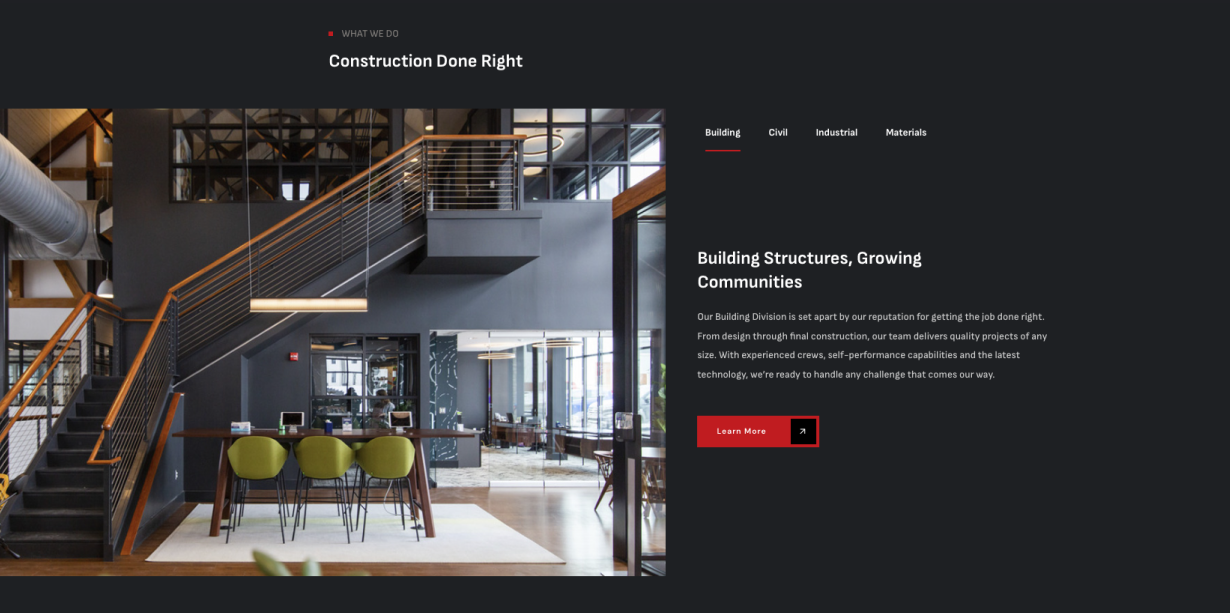 WHAT WE DO
Construction Done Right
Building Civil Industrial Materials
Building Structures, Growing
Communities
Our Building Division is set apart by our reputation for getting the job done right.
From design through final construction, our team delivers quality projects of any
size. With experienced crews, self-performance capabilities and the latest
technology, we're ready to handle any challenge that comes our way.
Learn More